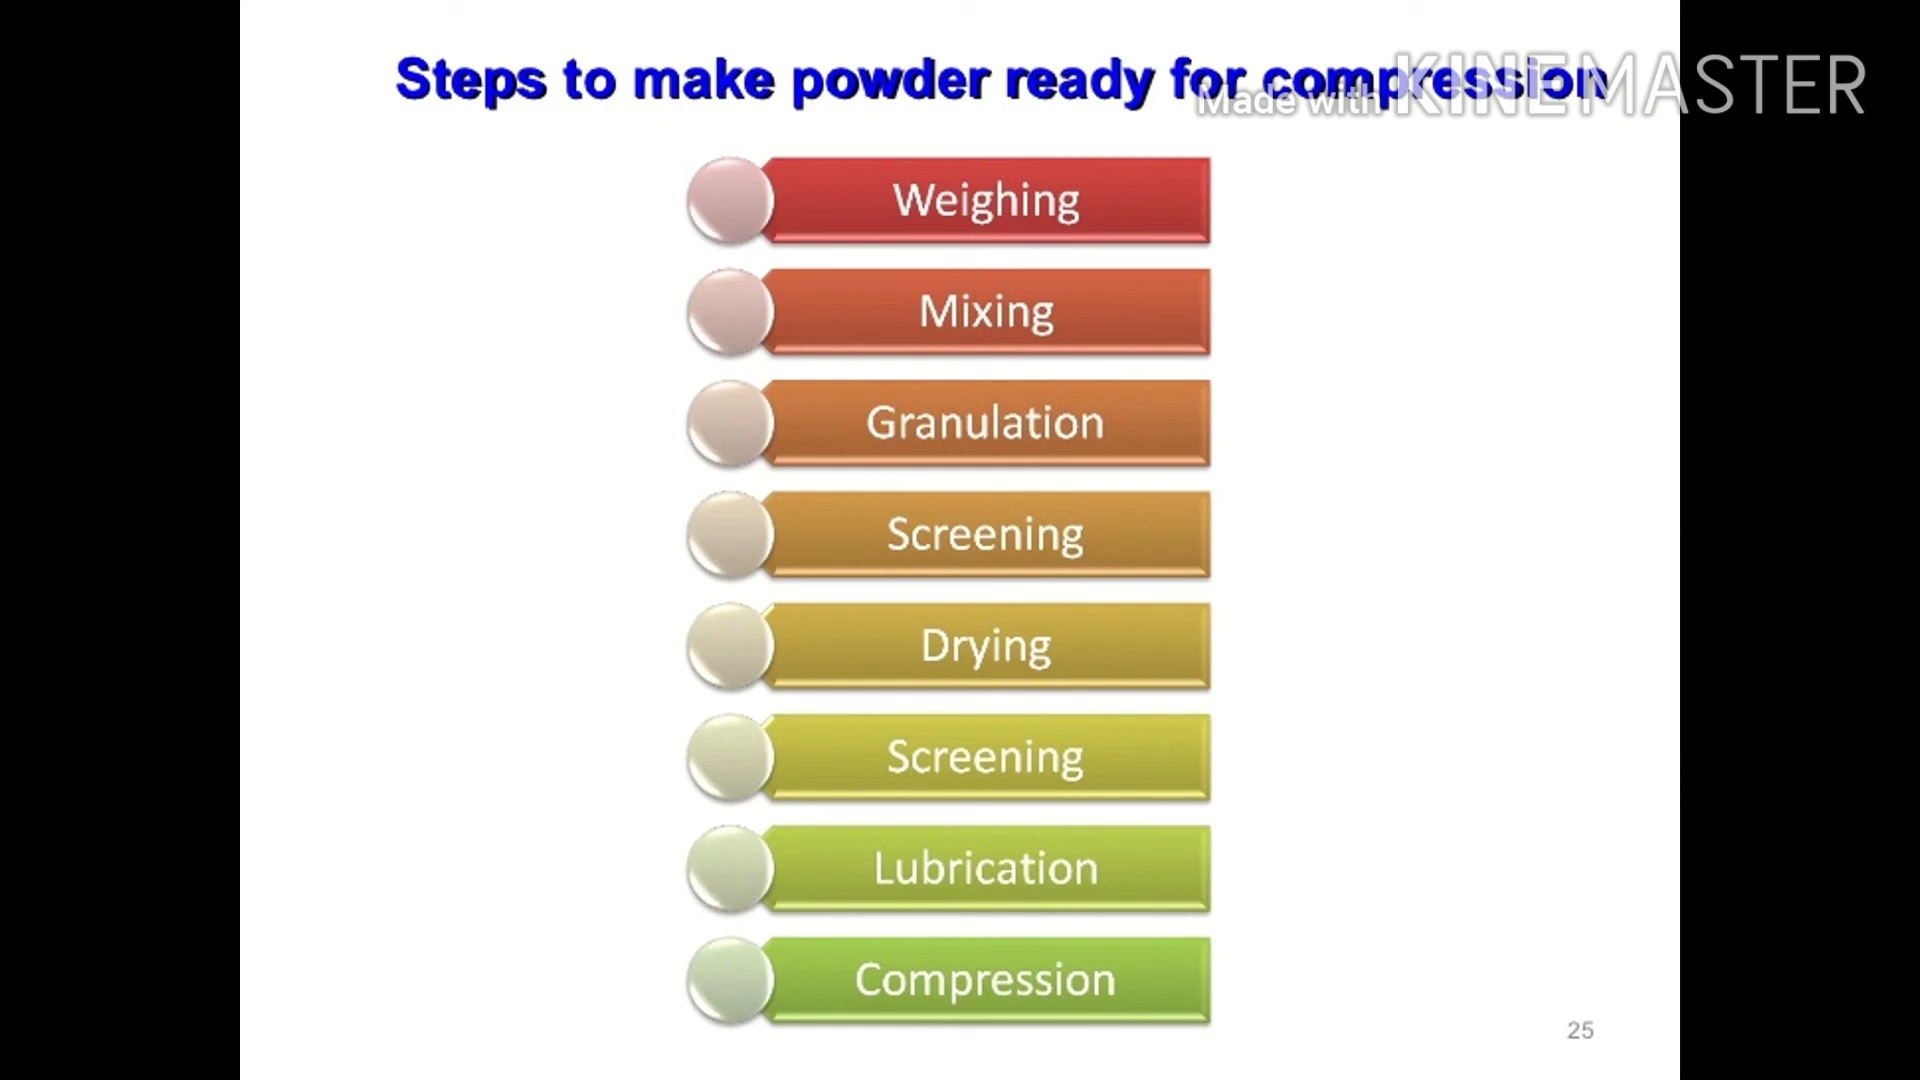 Steps to make powder ready for compression
Made with KINEMASTER
Weighing
Mixing
Granulation
Screening
Drying
Screening
Lubrication
Compression
25